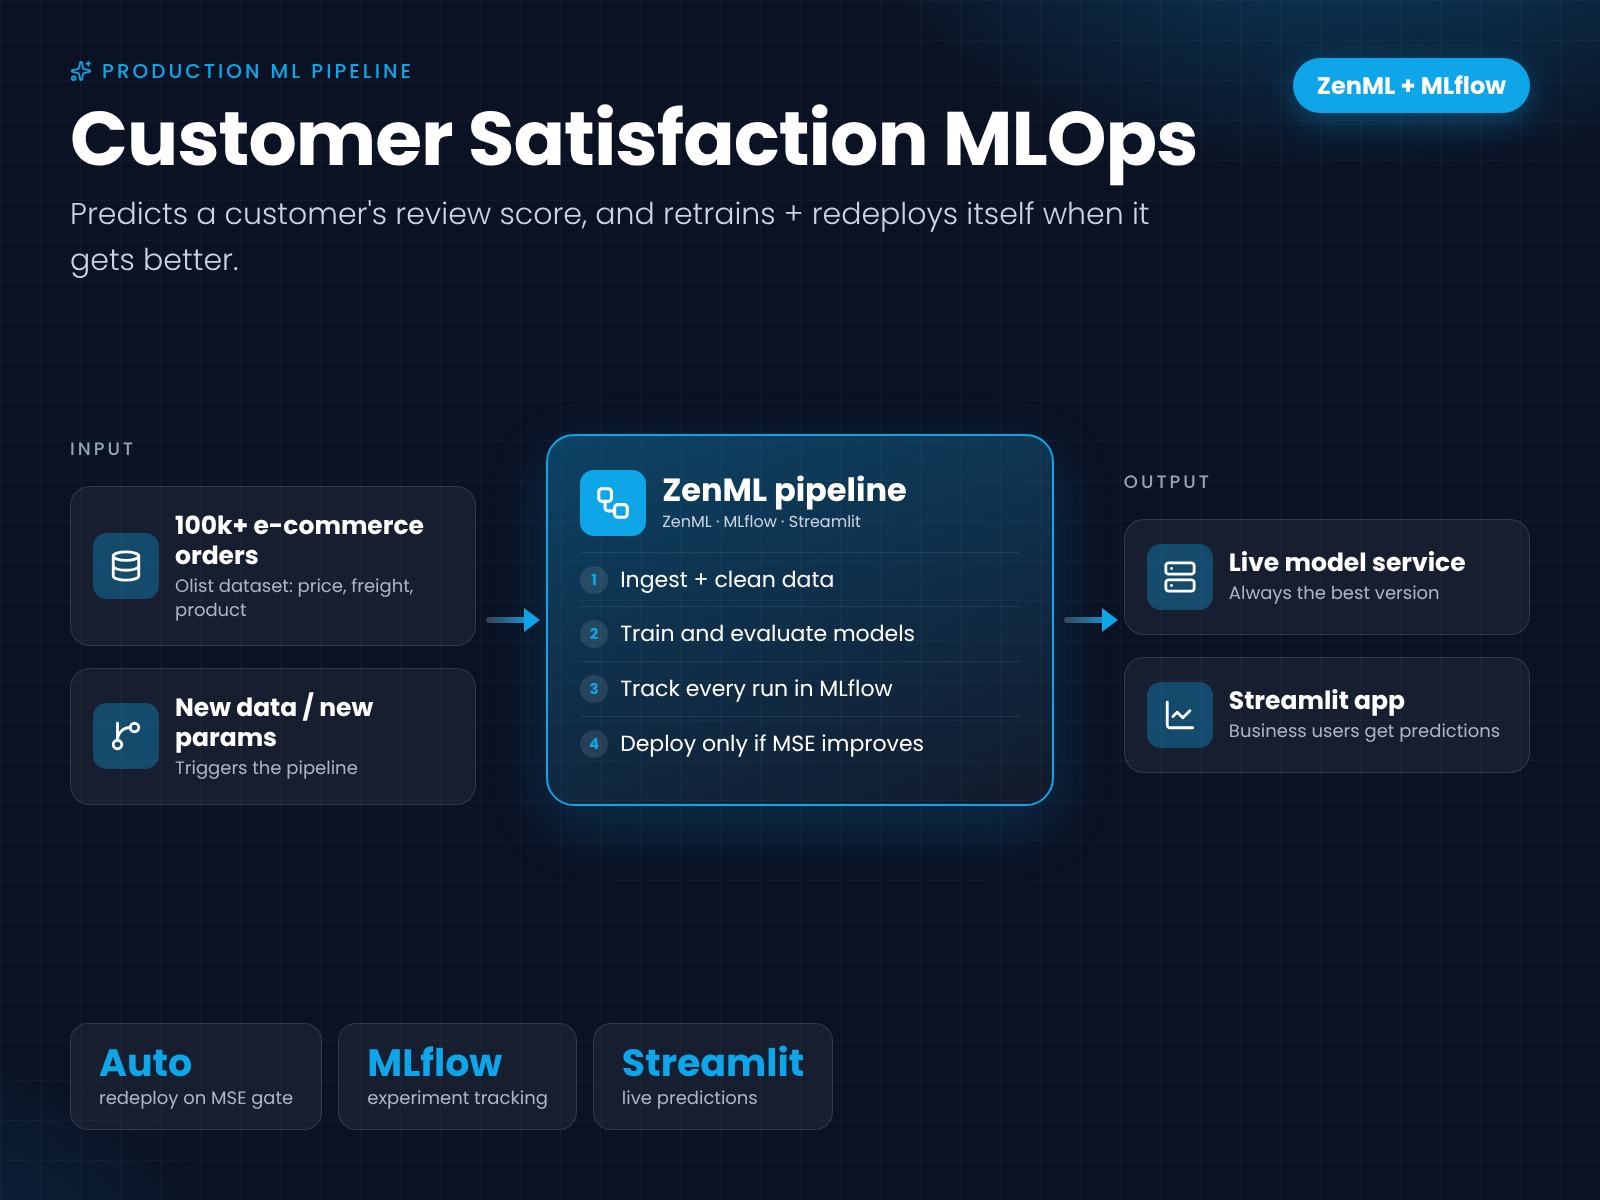 PRODUCTION ML PIPELINE
ZenML + MLflow
Customer Satisfaction MLOps
Predicts a customer's review score, and retrains + redeploys itself when it
gets better.
INPUT
100k+ e-commerce
orders
Olist dataset: price, freight,
product
New data / new
params
Triggers the pipeline
ZenML pipeline
ZenML · MLflow · Streamlit
1 Ingest + clean data
2 Train and evaluate models
3 Track every run in MLflow
4 Deploy only if MSE improves
OUTPUT
Live model service
Always the best version
Streamlit app
Business users get predictions
Auto
redeploy on MSE gate
MLflow
experiment tracking
Streamlit
live predictions